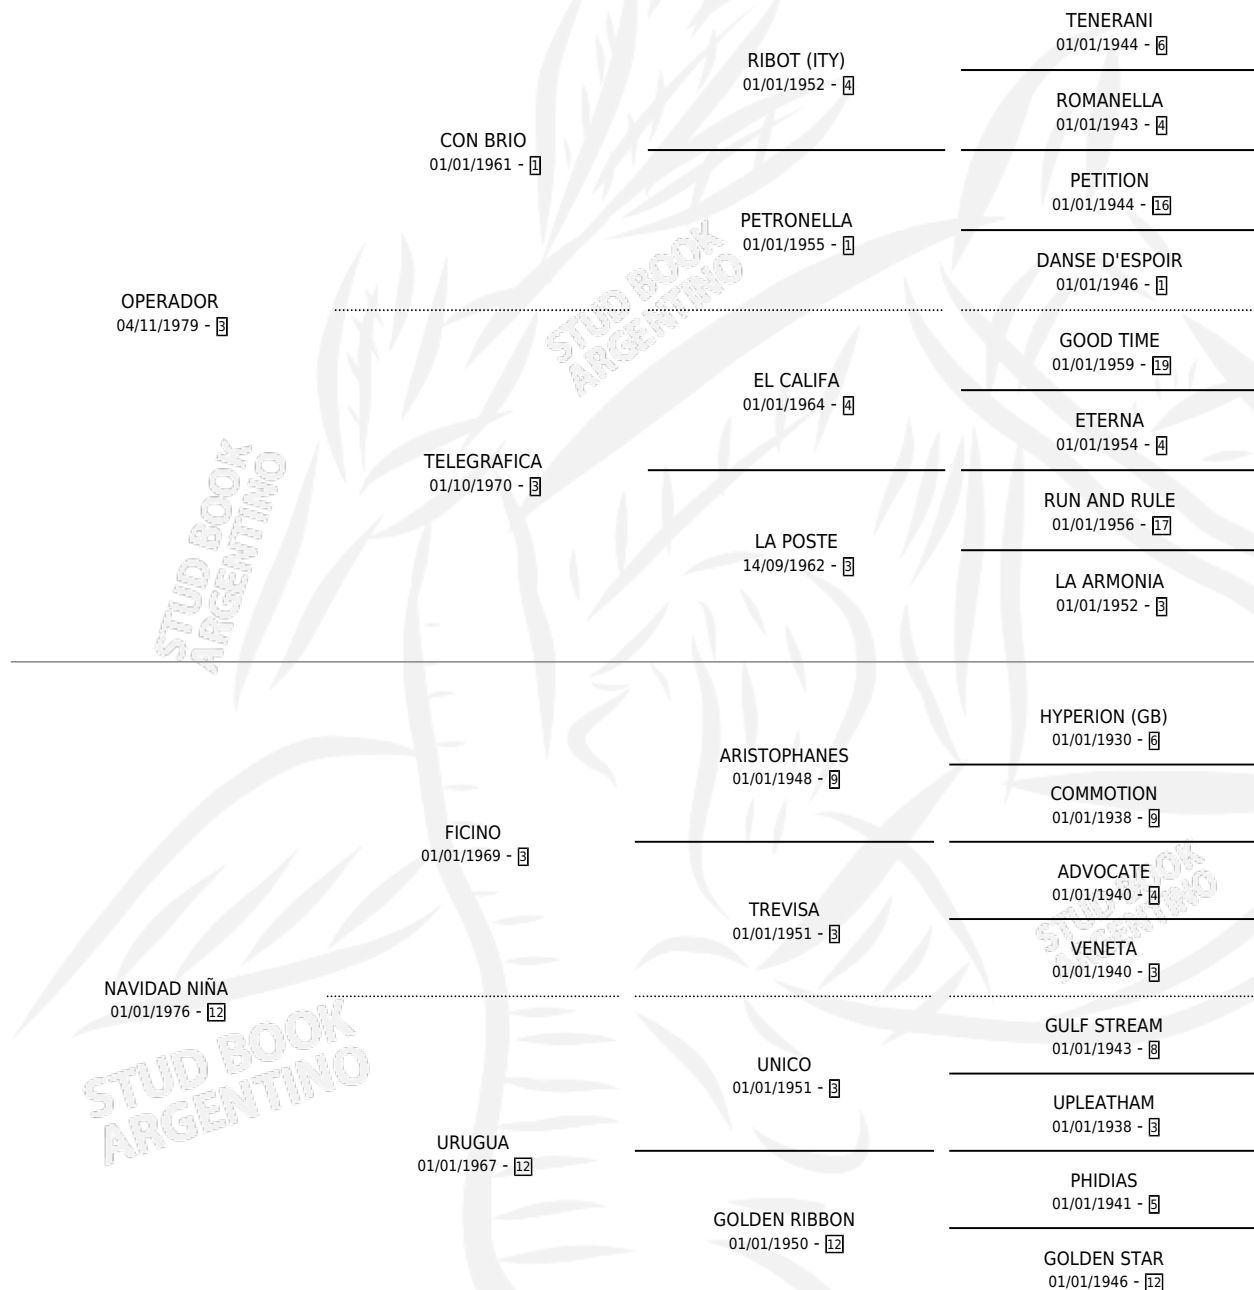 TENERANI
01/01/1944 - 6
RIBOT (ITY)
01/01/1952 - 4
ROMANELLA
01/01/1943 - 4
CON BRIO
01/01/1961 - 1
PETITION
01/01/1944 - 16
PETRONELLA
01/01/1955 - 1
DANSE D'ESPOIR
01/01/1946 - 1
OPERADOR
04/11/1979 - 3
GOOD TIME
01/01/1959 - 19
EL CALIFA
01/01/1964 - 4
ETERNA
01/01/1954 - 4
TELEGRAFICA
01/10/1970 - 3
RUN AND RULE
01/01/1956 - 17
LA POSTE
14/09/1962 - 3
LA ARMONIA
01/01/1952 - 3
HYPERION (GB)
01/01/1930 - 6
ARISTOPHANES
01/01/1948 - 9
COMMOTION
01/01/1938 - 9
FICINO
01/01/1969 - 3
ADVOCATE
01/01/1940 - 4
TREVISA
01/01/1951 - 3
VENETA
01/01/1940 - 3
NAVIDAD NIÑA
01/01/1976 - 12
GULF STREAM
01/01/1943 - 8
UNICO
01/01/1951 - 3
UPLEATHAM
01/01/1938 - 3
URUGUA
01/01/1967 - 12
PHIDIAS
01/01/1941 - 5
GOLDEN RIBBON
01/01/1950 - 12
GOLDEN STAR
01/01/1946 - 12
STUD BOOK
ARGENTINO
STUD BOOK
ARGENTINO
STUD BOOK
ARGENTINO
STUD BOOK
ARGENTINO